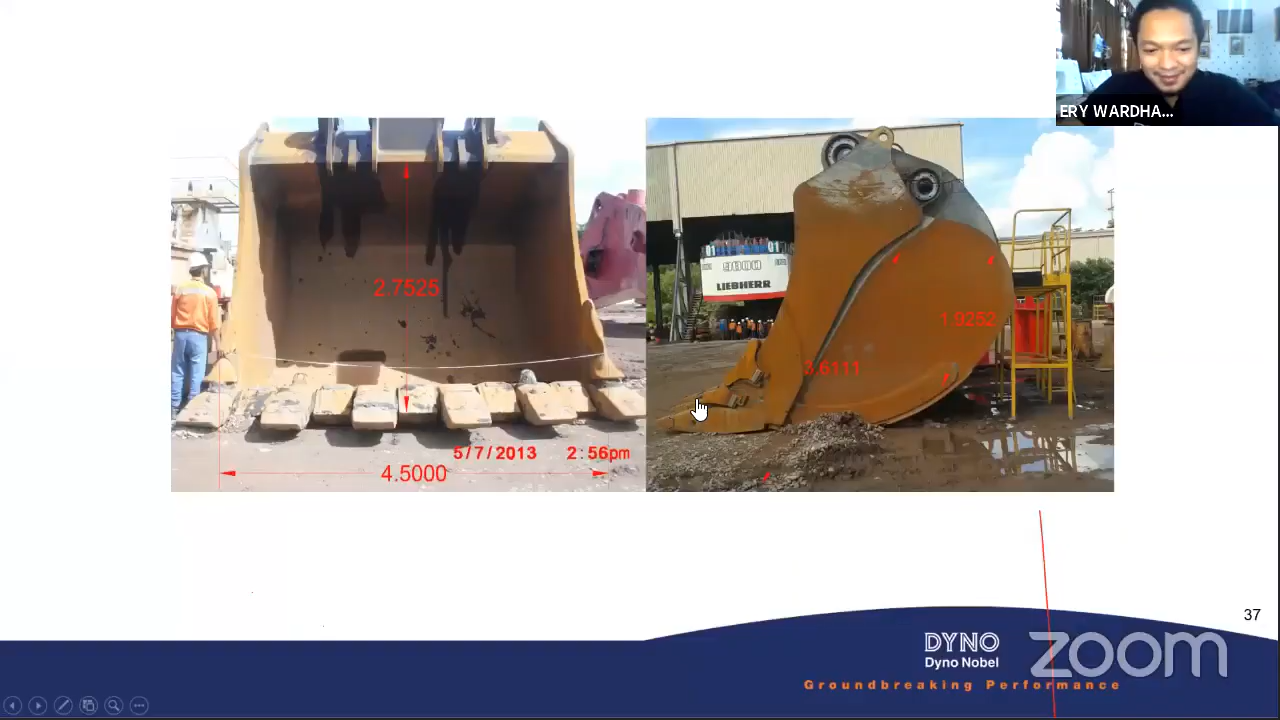 ERY WARDHA...
2.7525
5/7/2013 2:56pm
4.5000
9800
LIEBHERR
1.9252
3.6111
37
DYNO
Dyno Nobel
Groundbreaking Performance
zoom